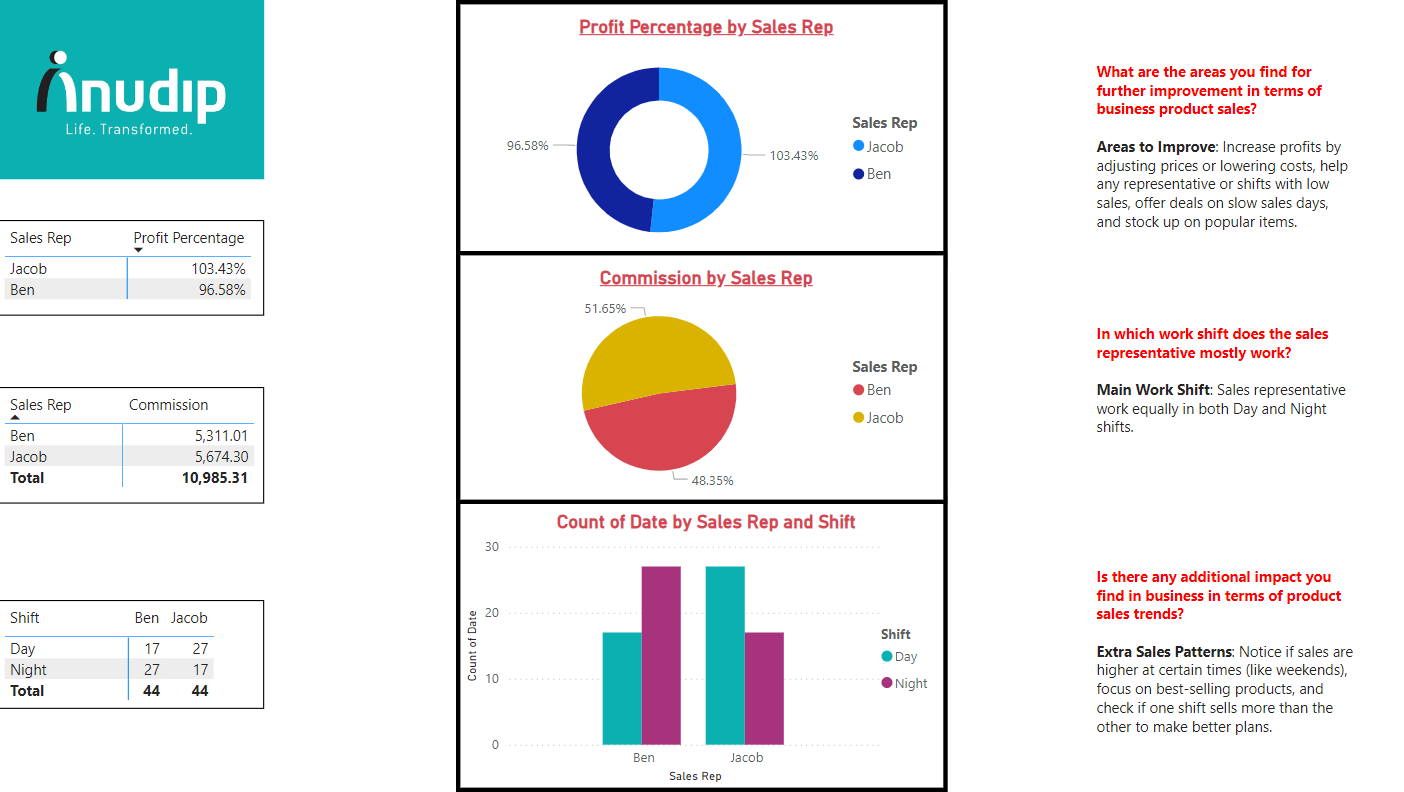 Anudip
Life. Transformed.
Sales Rep Profit Percentage
Jacob 103.43%
Ben 96.58%
Sales Rep Commission
Ben 5,311.01
Jacob 5,674.30
Total 10,985.31
Shift Ben Jacob
Day 17 27
Night 27 17
Total 44 44
Profit Percentage by Sales Rep
96.58%
103.43%
Sales Rep
Jacob
Ben
Commission by Sales Rep
51.65%
48.35%
Sales Rep
Ben
Jacob
Count of Date by Sales Rep and Shift
30
20
10
0
Count of Date
Ben Jacob
Sales Rep
Shift
Day
Night
What are the areas you find for
further improvement in terms of
business product sales?
Areas to Improve: Increase profits by
adjusting prices or lowering costs, help
any representative or shifts with low
sales, offer deals on slow sales days,
and stock up on popular items.
In which work shift does the sales
representative mostly work?
Main Work Shift: Sales representative
work equally in both Day and Night
shifts.
Is there any additional impact you
find in business in terms of product
sales trends?
Extra Sales Patterns: Notice if sales are
higher at certain times (like weekends),
focus on best-selling products, and
check if one shift sells more than the
other to make better plans.